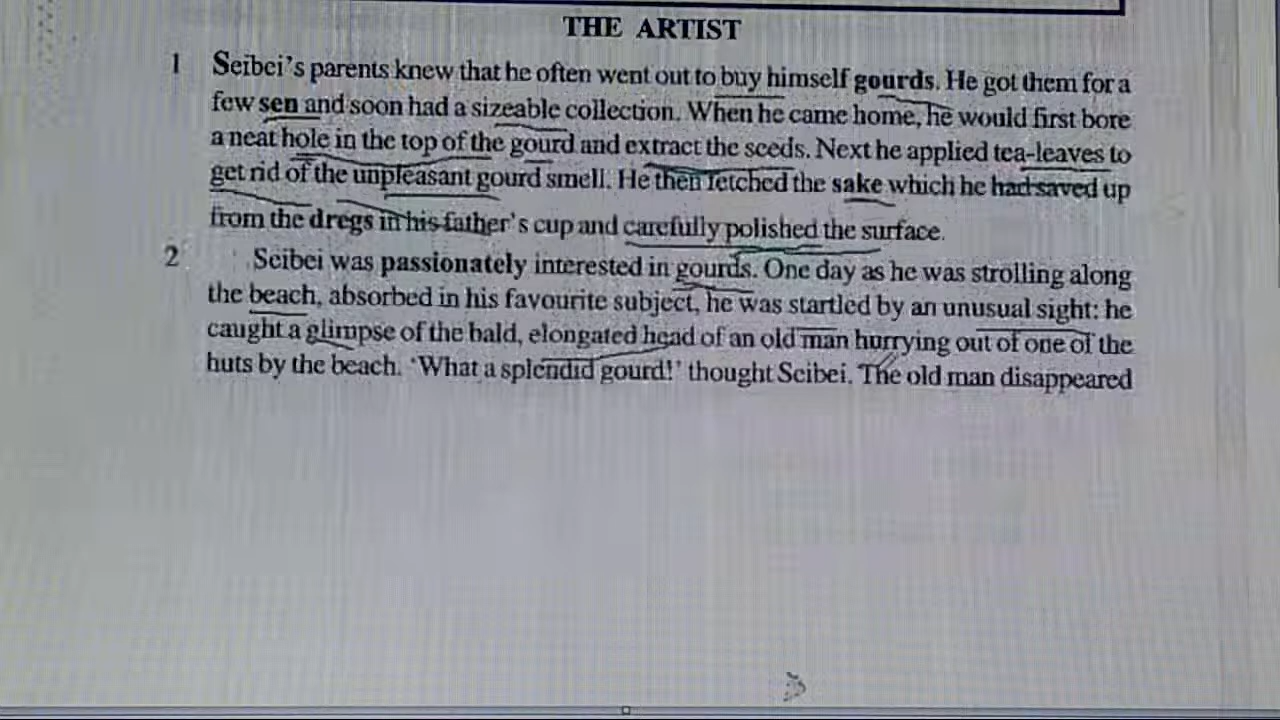 THE ARTIST
1 Seibei's parents knew that he often went out to buy himself gourds. He got them for a
few sen and soon had a sizeable collection. When he came home, he would first bore
a neat hole in the top of the gourd and extract the seeds. Next he applied tea-leaves to
get rid of the unpleasant gourd smell. He then fetched the sake which he had saved up
from the dregs in his father's cup and carefully polished the surface.
2 Seibei was passionately interested in gourds. One day as he was strolling along
the beach, absorbed in his favourite subject, he was startled by an unusual sight: he
caught a glimpse of the bald, elongated head of an old man hurrying out of one of the
huts by the beach. 'What a splendid gourd!' thought Seibei. The old man disappeared